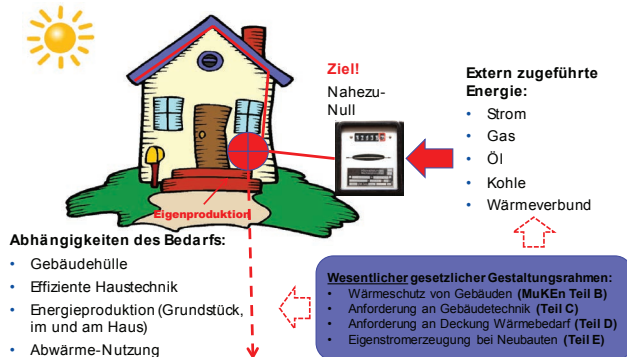 Ziel!
Nahezu-
Null
Extern zugeführte
Energie:
• Strom
• Gas
• Öl
• Kohle
• Wärmeverbund
Eigenproduktion
Abhängigkeiten des Bedarfs:
• Gebäudehülle
• Effiziente Haustechnik
• Energieproduktion (Grundstück,
im und am Haus)
• Abwärme-Nutzung
Wesentlicher gesetzlicher Gestaltungsrahmen:
• Wärmeschutz von Gebäuden (MuKEn Teil B)
• Anforderung an Gebäudetechnik (Teil C)
• Anforderung an Deckung Wärmebedarf (Teil D)
• Eigenstromerzeugung bei Neubauten (Teil E)